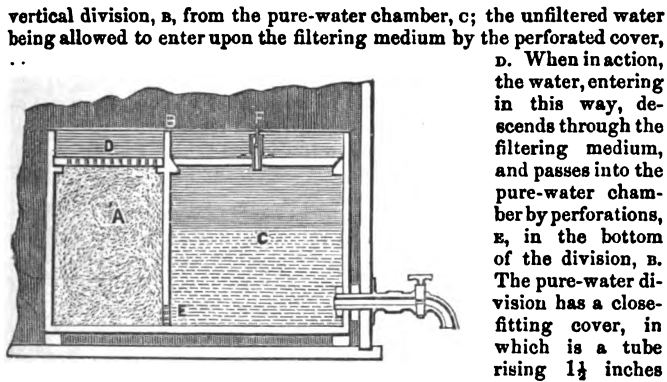 vertical division, B, from the pure-water chamber, C; the unfiltered water
being allowed to enter upon the filtering medium by the perforated cover,
D. When in action,
the water, entering
in this way, de-
scends through the
filtering medium,
and passes into the
pure-water cham-
ber by perforations,
E, in the bottom
of the division, B.
The pure-water di-
vision has a close-
fitting cover, in
which is a tube
rising 1½ inches
B
F
D
A
C
E